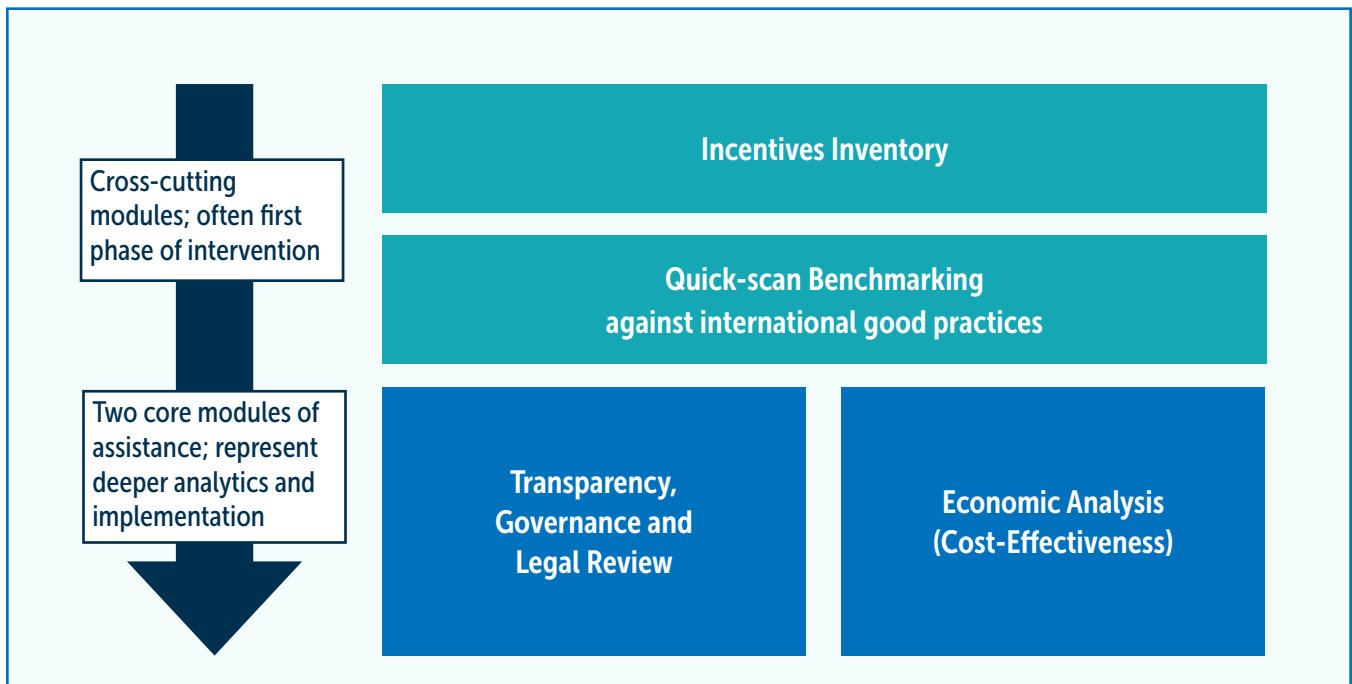 Incentives Inventory
Cross-cutting
modules; often first
phase of intervention
Quick-scan Benchmarking
against international good practices
Two core modules of
assistance; represent
deeper analytics and
implementation
Transparency,
Governance and
Legal Review
Economic Analysis
(Cost-Effectiveness)